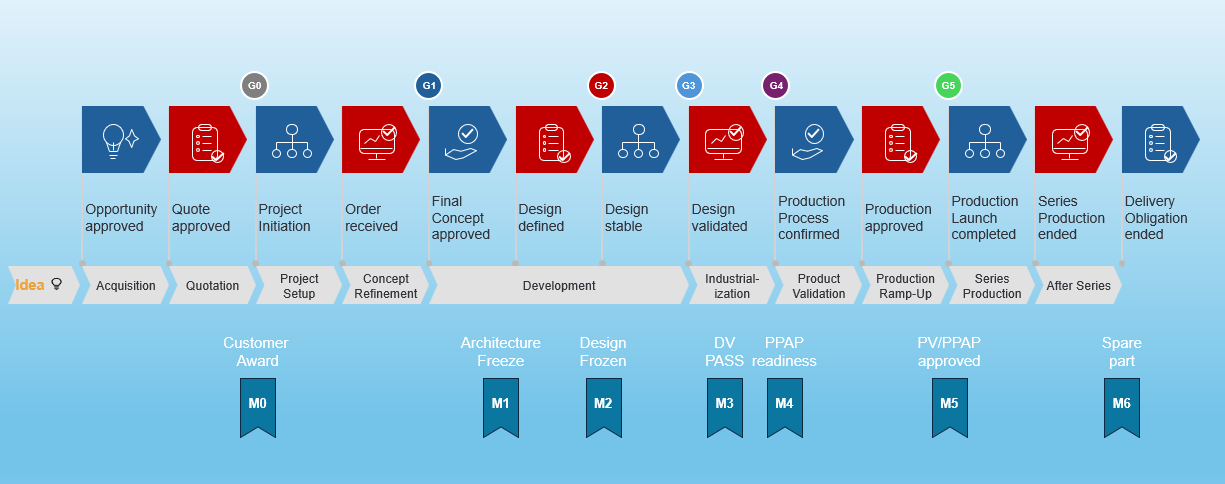 G0
G1
G2
G3
G4
G5
Opportunity
approved
Quote
approved
Project
Initiation
Order
received
Final
Concept
approved
Design
defined
Design
stable
Design
validated
Production
Process
confirmed
Production
approved
Production
Launch
completed
Series
Production
ended
Delivery
Obligation
ended
Idea
Acquisition
Quotation
Project
Setup
Concept
Refinement
Development
Industrial-
ization
Product
Validation
Production
Ramp-Up
Series
Production
After Series
Customer
Award
Architecture
Freeze
Design
Frozen
DV
PASS
PPAP
readiness
PV/PPAP
approved
Spare
part
M0
M1
M2
M3
M4
M5
M6